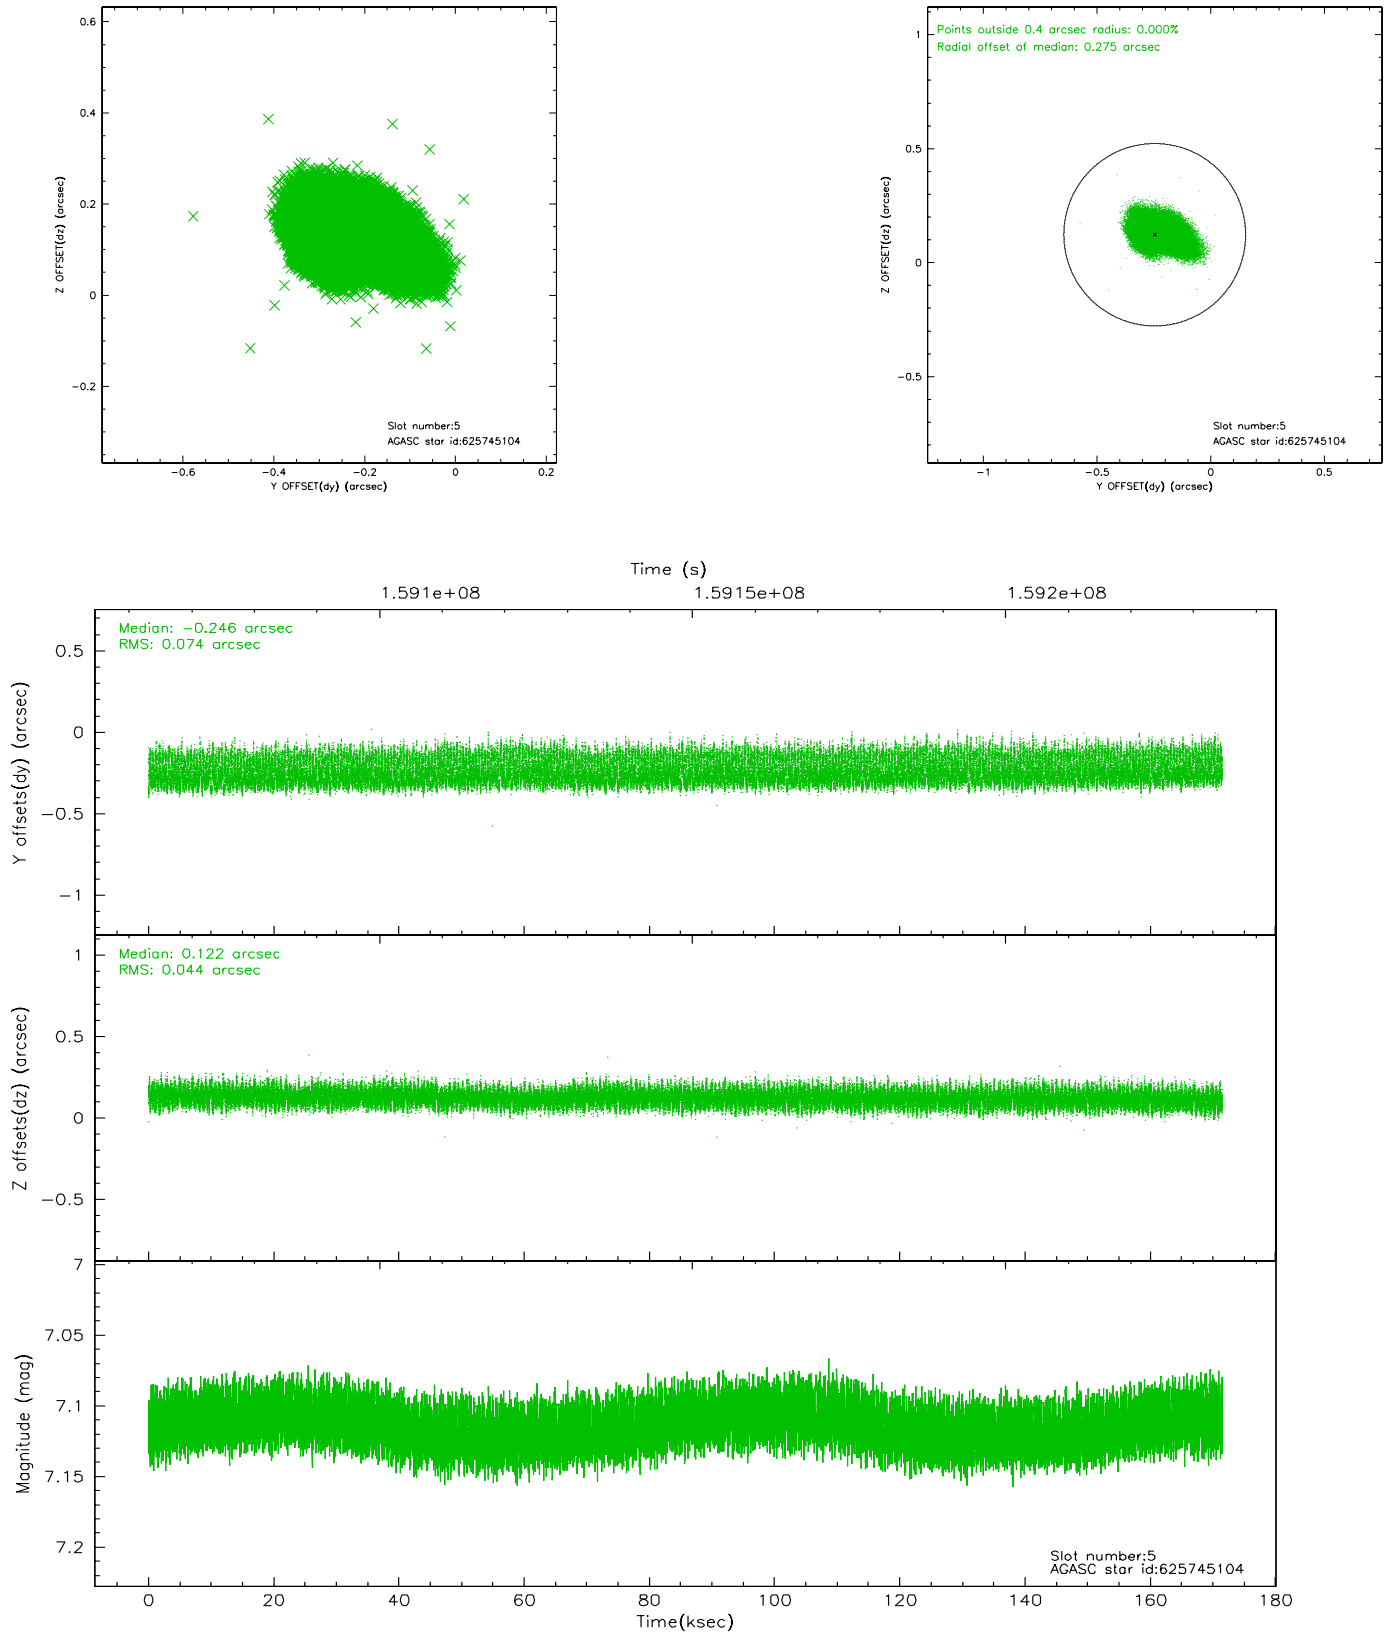 0.6
0.4
0.2
0
−0.2
Z OFFSET(dz) (arcsec)
Slot number:5
AGASC star id:625745104
−0.6
−0.4
−0.2
0
0.2
Y OFFSET(dy) (arcsec)
Points outside 0.4 arcsec radius: 0.000%
Radial offset of median: 0.275 arcsec
1
0.5
0
−0.5
Z OFFSET(dz) (arcsec)
Slot number:5
AGASC star id:625745104
−1
−0.5
0
0.5
Y OFFSET(dy) (arcsec)
Time (s)
1.591e+08
1.5915e+08
1.592e+08
Median: −0.246 arcsec
RMS: 0.074 arcsec
0.5
0
−0.5
−1
Y offsets(dy) (arcsec)
Median: 0.122 arcsec
RMS: 0.044 arcsec
1
0.5
0
−0.5
Z offsets(dz) (arcsec)
7
7.05
7.1
7.15
7.2
Magnitude (mag)
Slot number:5
AGASC star id:625745104
0
20
40
60
80
100
120
140
160
180
Time(ksec)